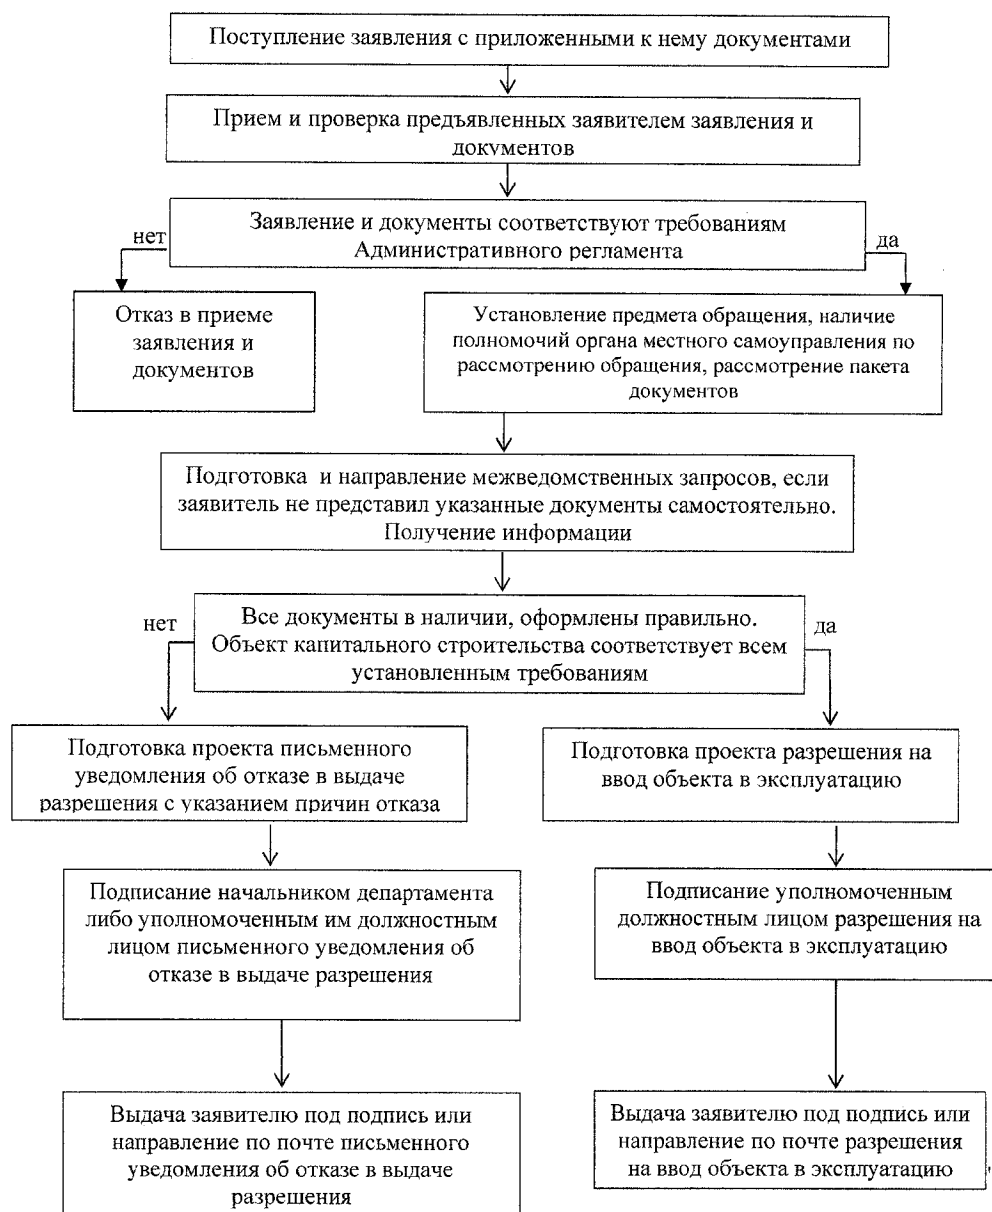 Поступление заявления с приложенными к нему документами
Прием и проверка предъявленных заявителем заявления и
документов
Заявление и документы соответствуют требованиям
Административного регламента
нет
да
Отказ в приеме
заявления и
документов
Установление предмета обращения, наличие
полномочий органа местного самоуправления по
рассмотрению обращения, рассмотрение пакета
документов
Подготовка и направление межведомственных запросов, если
заявитель не представил указанные документы самостоятельно.
Получение информации
Все документы в наличии, оформлены правильно.
Объект капитального строительства соответствует всем
установленным требованиям
нет
да
Подготовка проекта письменного
уведомления об отказе в выдаче
разрешения с указанием причин отказа
Подготовка проекта разрешения на
ввод объекта в эксплуатацию
Подписание начальником департамента
либо уполномоченным им должностным
лицом письменного уведомления об
отказе в выдаче разрешения
Подписание уполномоченным
должностным лицом разрешения на
ввод объекта в эксплуатацию
Выдача заявителю под подпись или
направление по почте письменного
уведомления об отказе в выдаче
разрешения
Выдача заявителю под подпись или
направление по почте разрешения
на ввод объекта в эксплуатацию